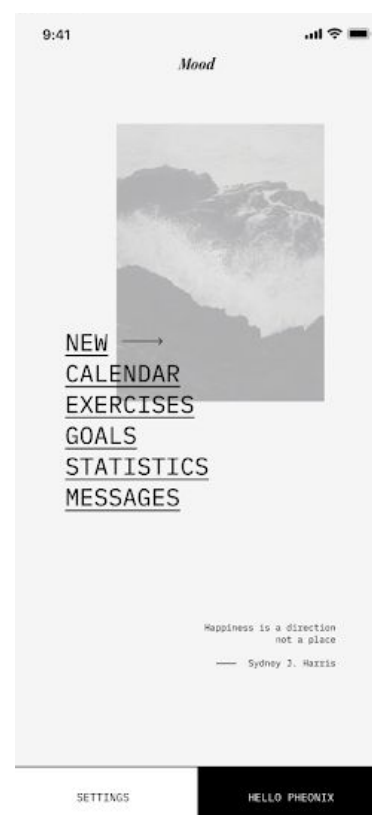 9:41
Mood
NEW
CALENDAR
EXERCISES
GOALS
STATISTICS
MESSAGES
Happiness is a direction
not a place
Sydney J. Harris
SETTINGS
HELLO PHEONIX